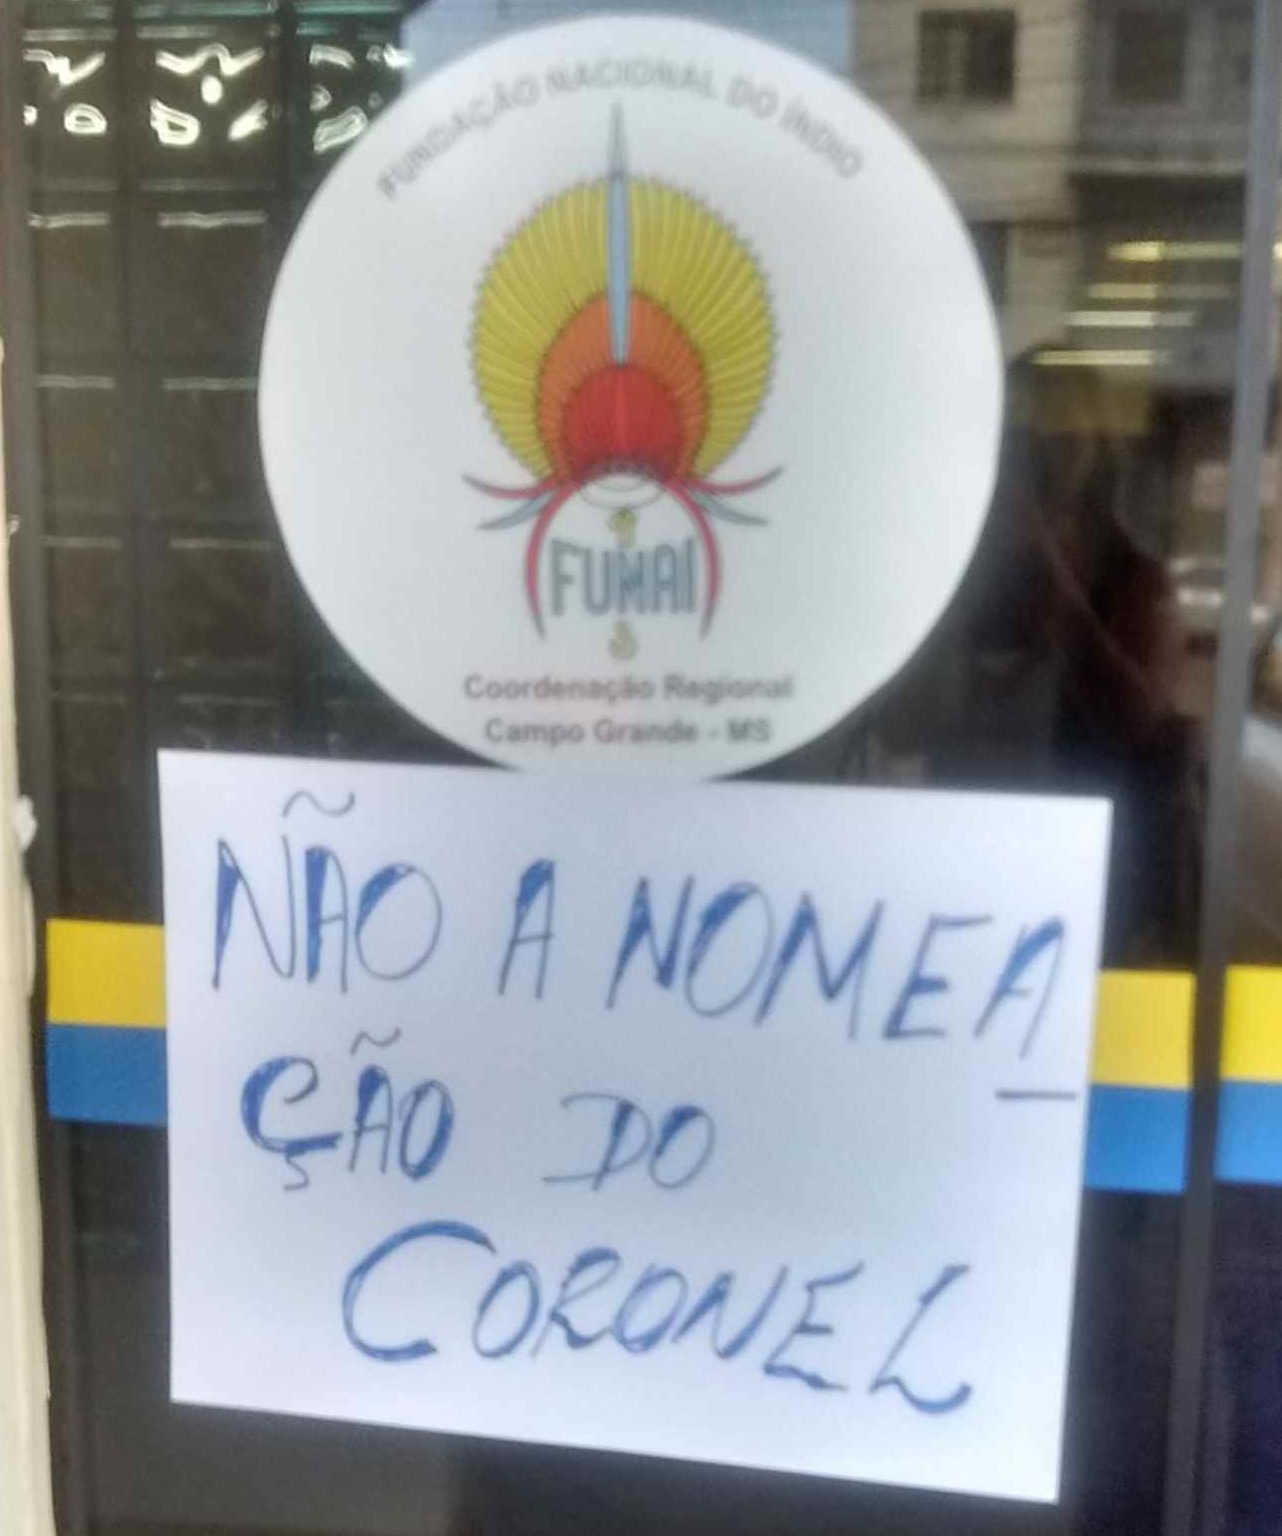 FUNDAÇÃO NACIONAL DO ÍNDIO
FUNAI
Coordenação Regional
Campo Grande - MS
NÃO A NOMEA
ÇÃO DO
CORONEL